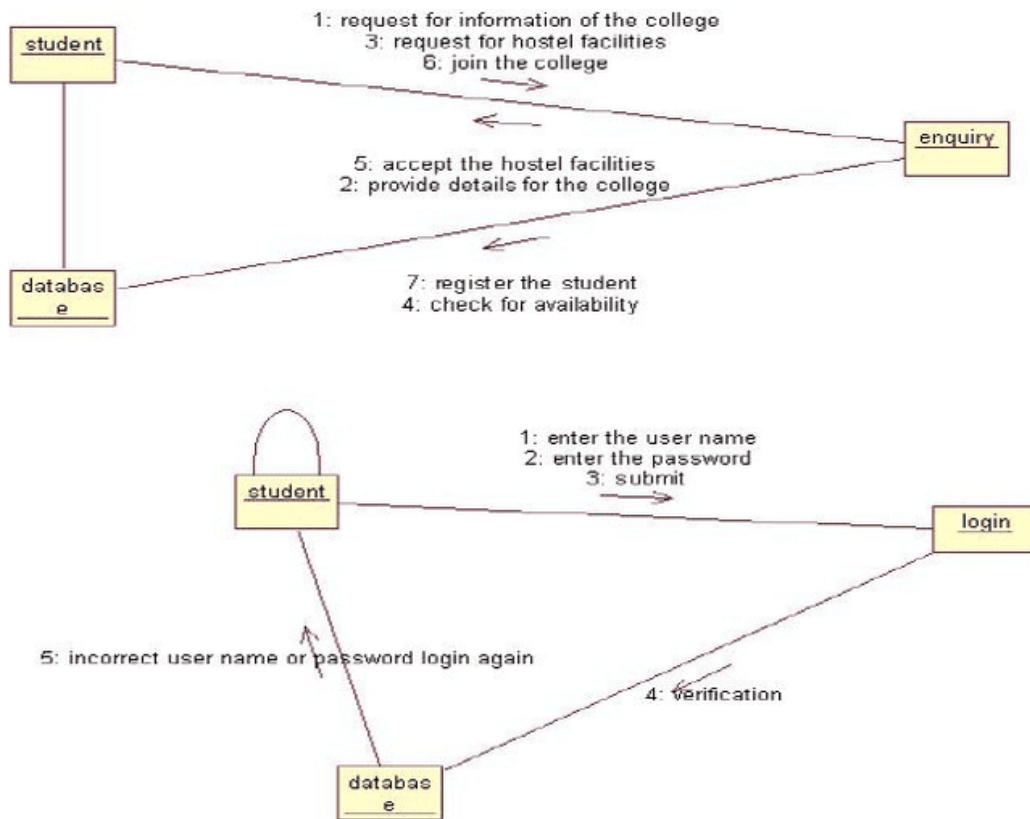 1: request for information of the college
3: request for hostel facilities
6: join the college
student
enquiry
5: accept the hostel facilities
2: provide details for the college
databas
e
7: register the student
4: check for availability
1: enter the user name
2: enter the password
3: submit
student
login
5: incorrect user name or password login again
4: verification
databas
e